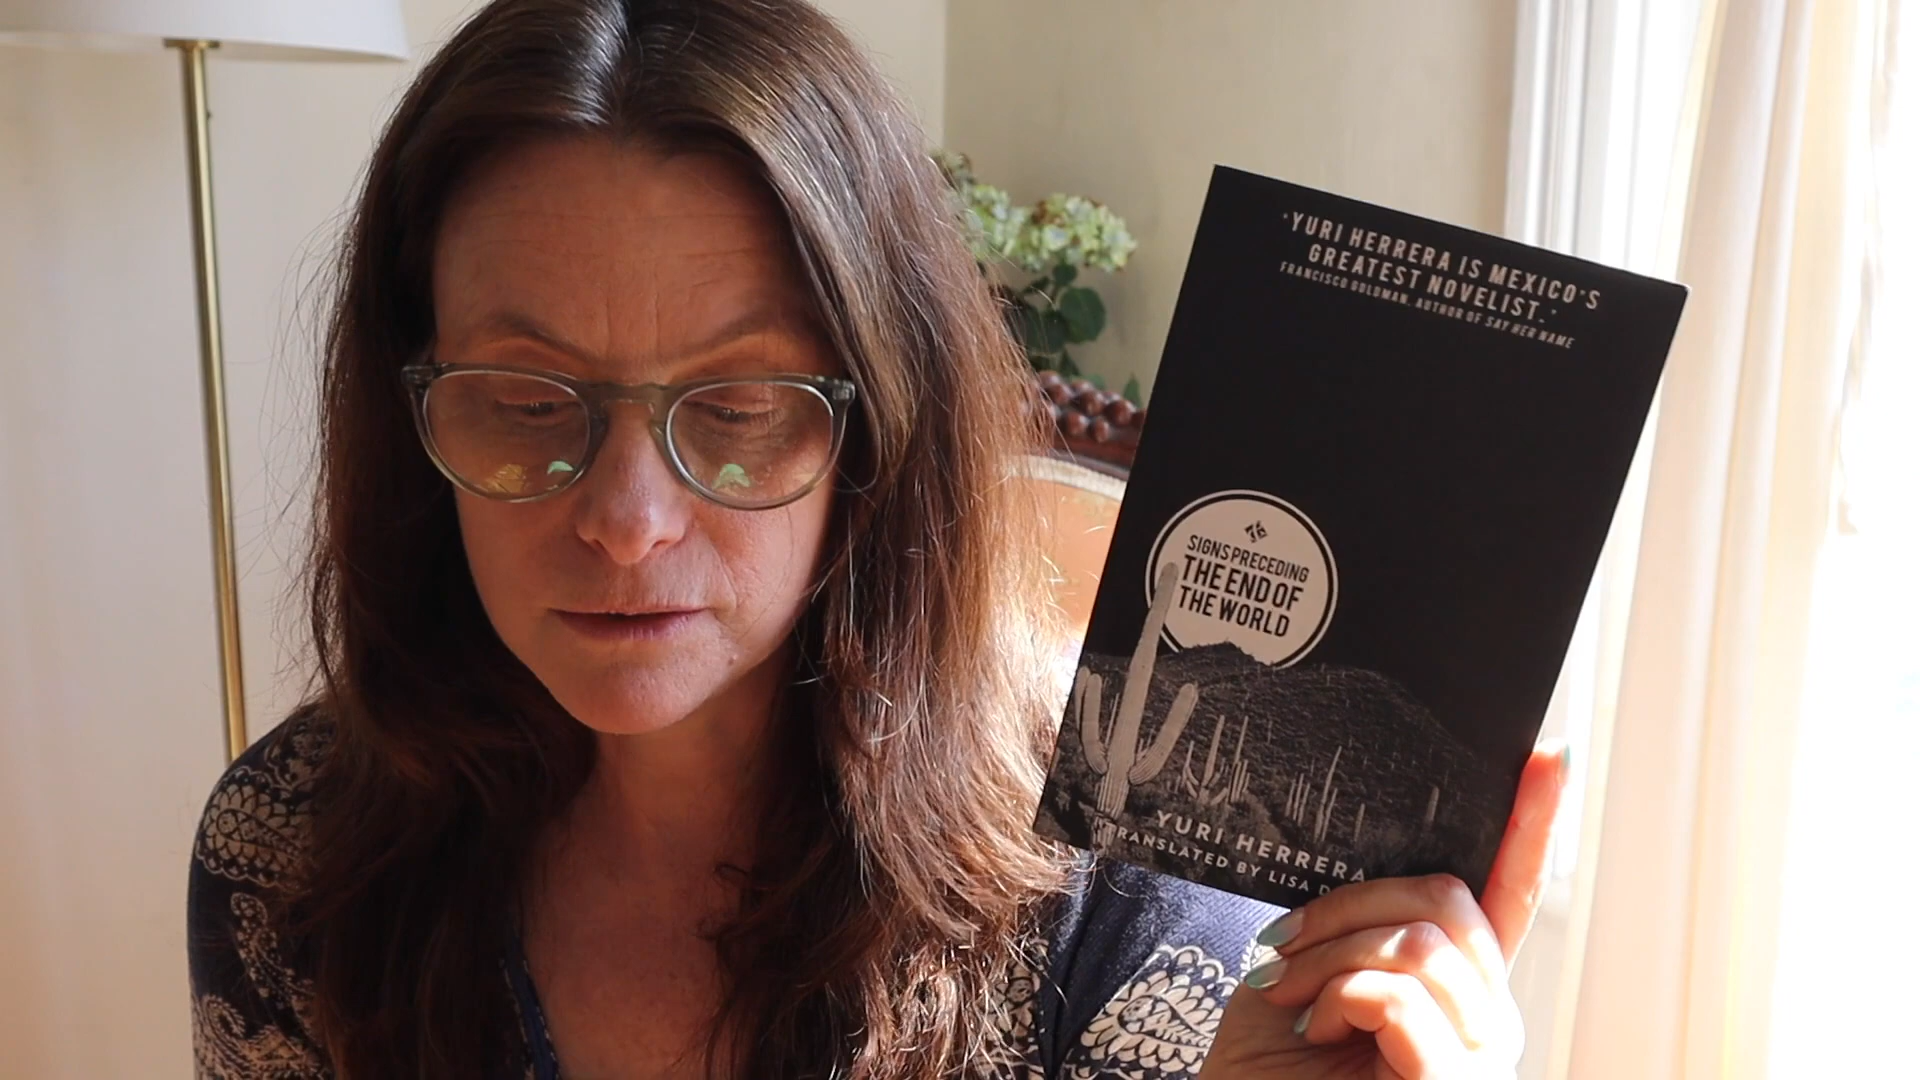 "YURI HERRERA IS MEXICO'S
GREATEST NOVELIST."
FRANCISCO GOLDMAN, AUTHOR OF SAY HER NAME
SIGNS PRECEDING
THE END OF
THE WORLD
YURI HERRERA
TRANSLATED BY LISA D